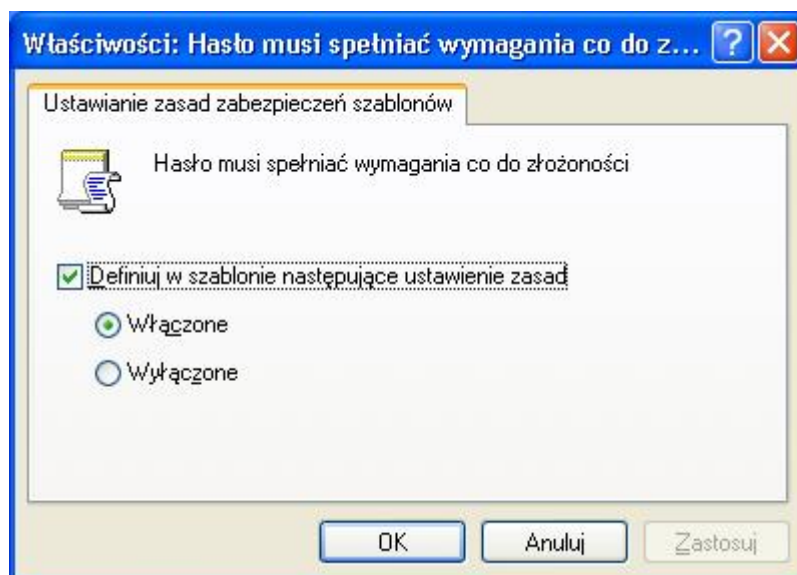 Właściwości: Hasło musi spełniać wymagania co do z...
Ustawianie zasad zabezpieczeń szablonów
Hasło musi spełniać wymagania co do złożoności
Definiuj w szablonie następujące ustawienie zasad
Włączone
Wyłączone
OK Anuluj Zastosuj